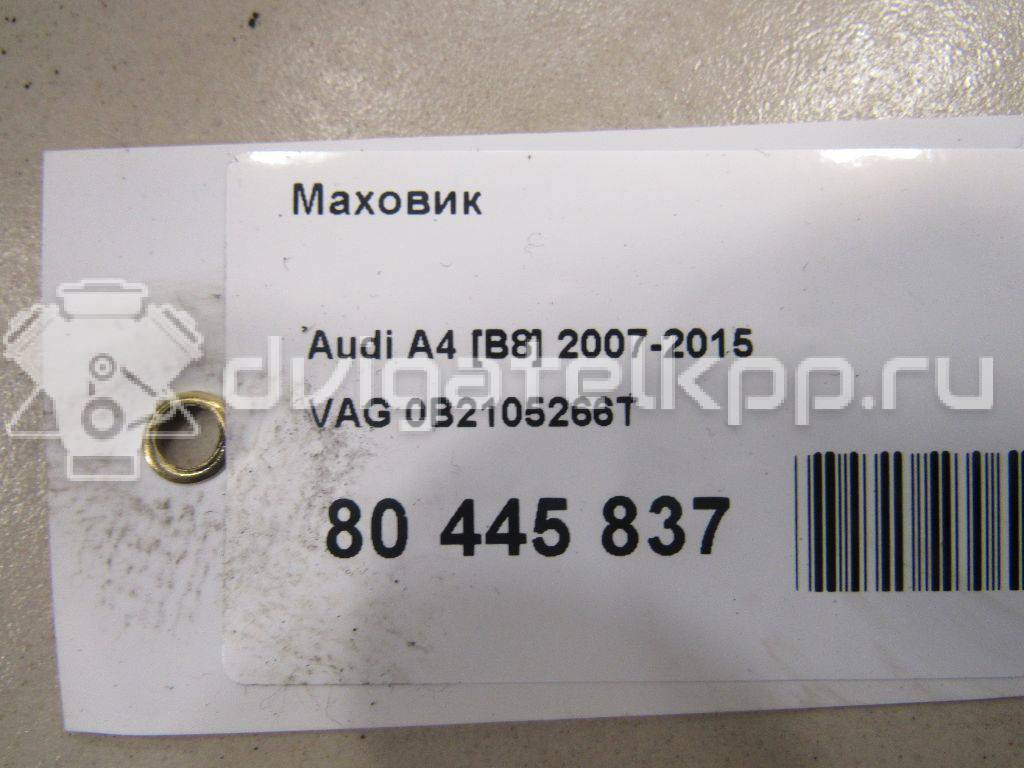 Маховик
Audi A4 [B8] 2007-2015
dvigatelkpp.ru
VAG 0B2105266T
80 445 837